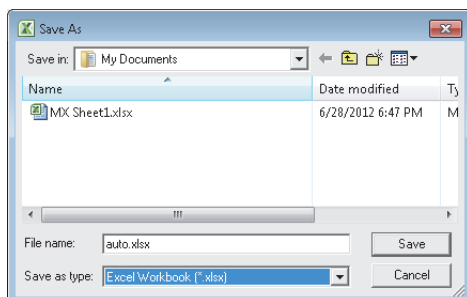 Save As
Save in: My Documents
Name Date modified Ty
MX Sheet1.xlsx 6/28/2012 6:47 PM M
File name: auto.xlsx Save
Save as type: Excel Workbook (*.xlsx) Cancel